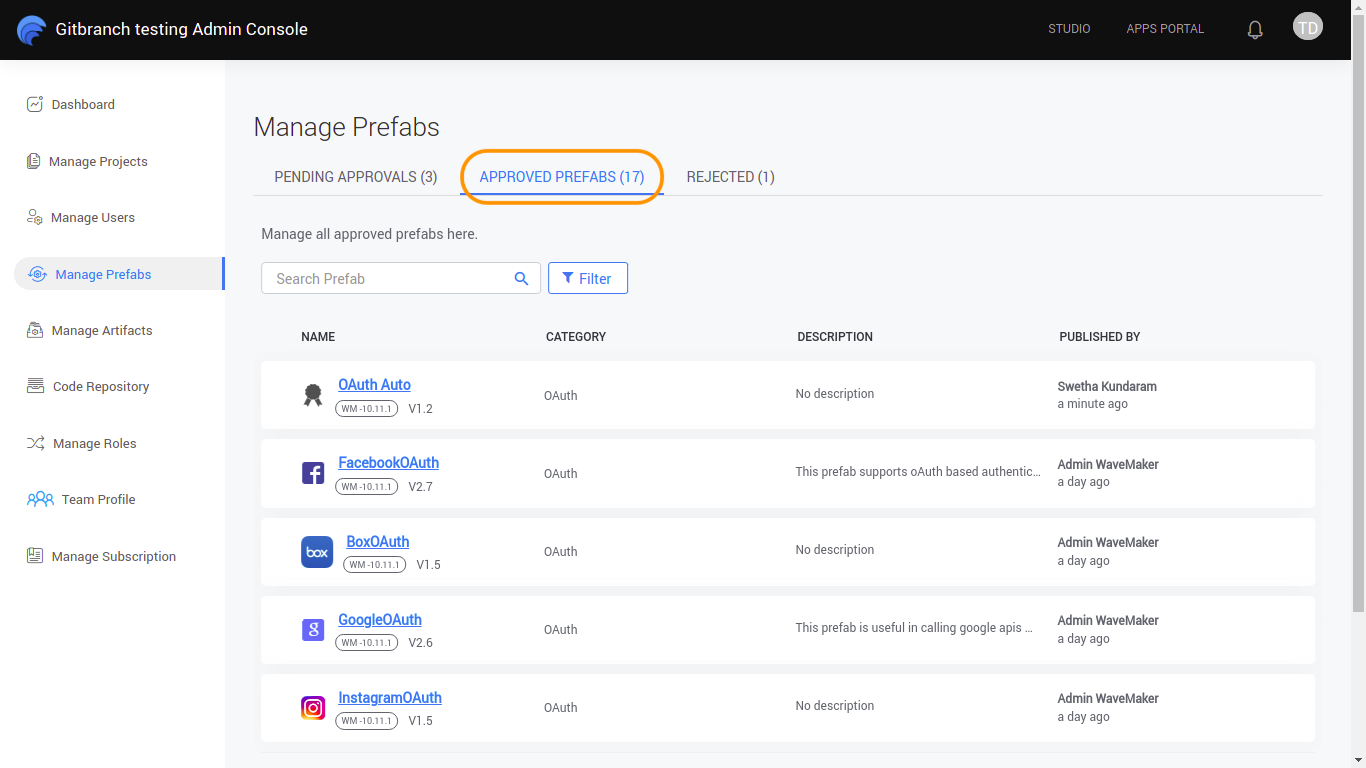 Gitbranch testing Admin Console
STUDIO
APPS PORTAL
TD
Dashboard
Manage Projects
Manage Users
Manage Prefabs
Manage Artifacts
Code Repository
Manage Roles
Team Profile
Manage Subscription
Manage Prefabs
PENDING APPROVALS (3) APPROVED PREFABS (17) REJECTED (1)
Manage all approved prefabs here.
Search Prefab
Filter
NAME CATEGORY DESCRIPTION PUBLISHED BY
OAuth Auto
WM -10.11.1 V1.2
OAuth
No description
Swetha Kundaram
a minute ago
FacebookOAuth
WM -10.11.1 V2.7
OAuth
This prefab supports oAuth based authentic...
Admin WaveMaker
a day ago
box
BoxOAuth
WM -10.11.1 V1.5
OAuth
No description
Admin WaveMaker
a day ago
GoogleOAuth
WM -10.11.1 V2.6
OAuth
This prefab is useful in calling google apis ...
Admin WaveMaker
a day ago
InstagramOAuth
WM -10.11.1 V1.5
OAuth
No description
Admin WaveMaker
a day ago